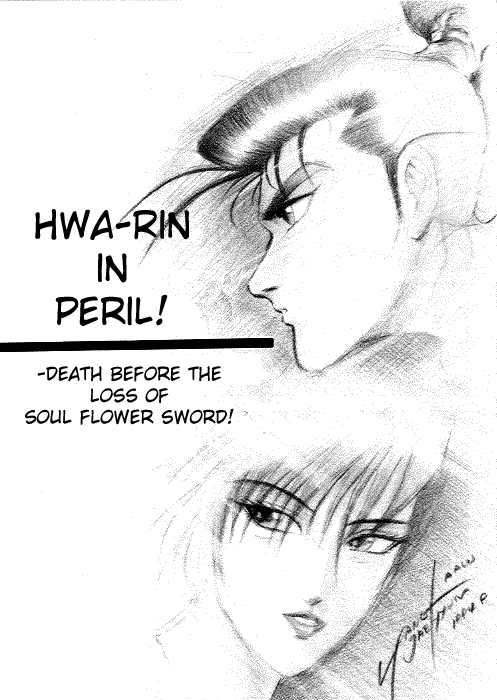 HWA-RIN
IN
PERIL!
-DEATH BEFORE THE
LOSS OF
SOUL FLOWER SWORD!